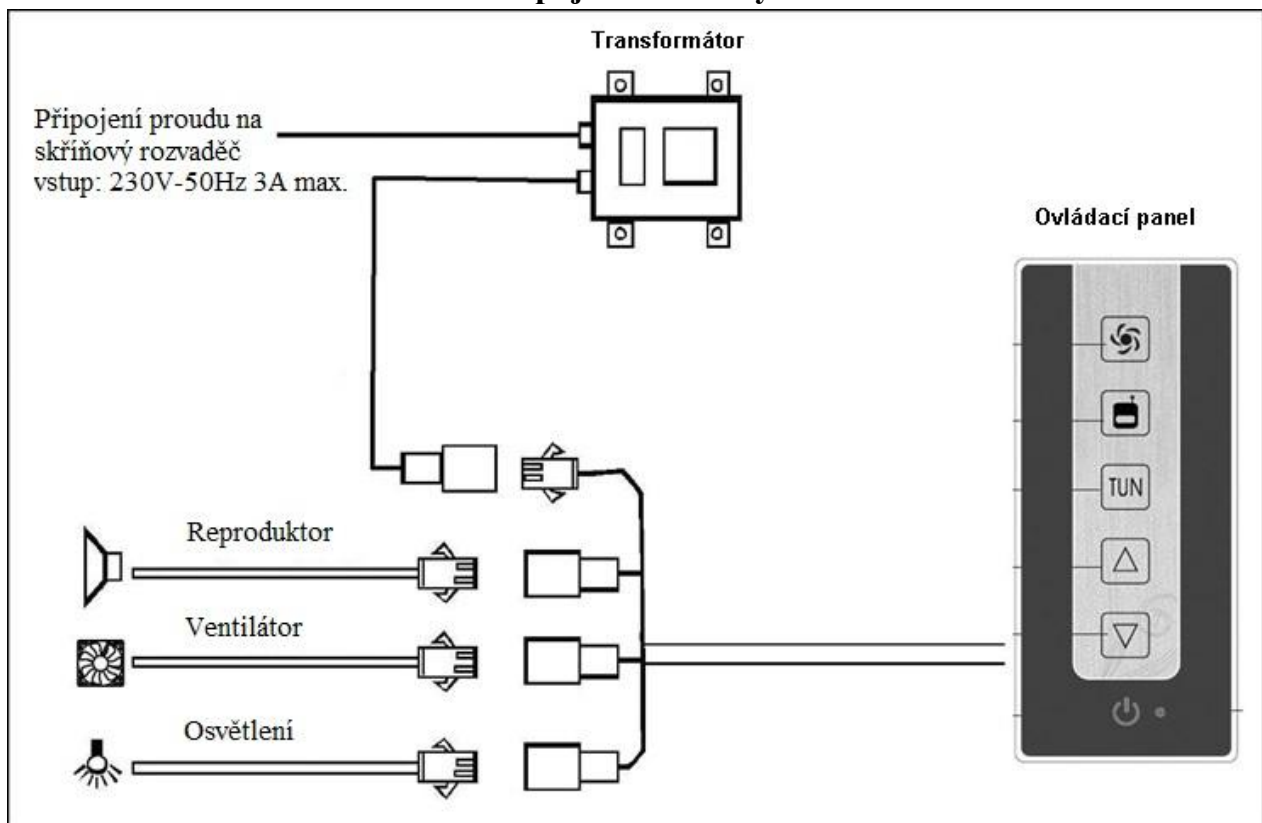 Transformátor
Připojení proudu na
skříňový rozvaděč
vstup: 230V-50Hz 3A max.
Ovládací panel
TUN
Reproduktor
Ventilátor
Osvětlení